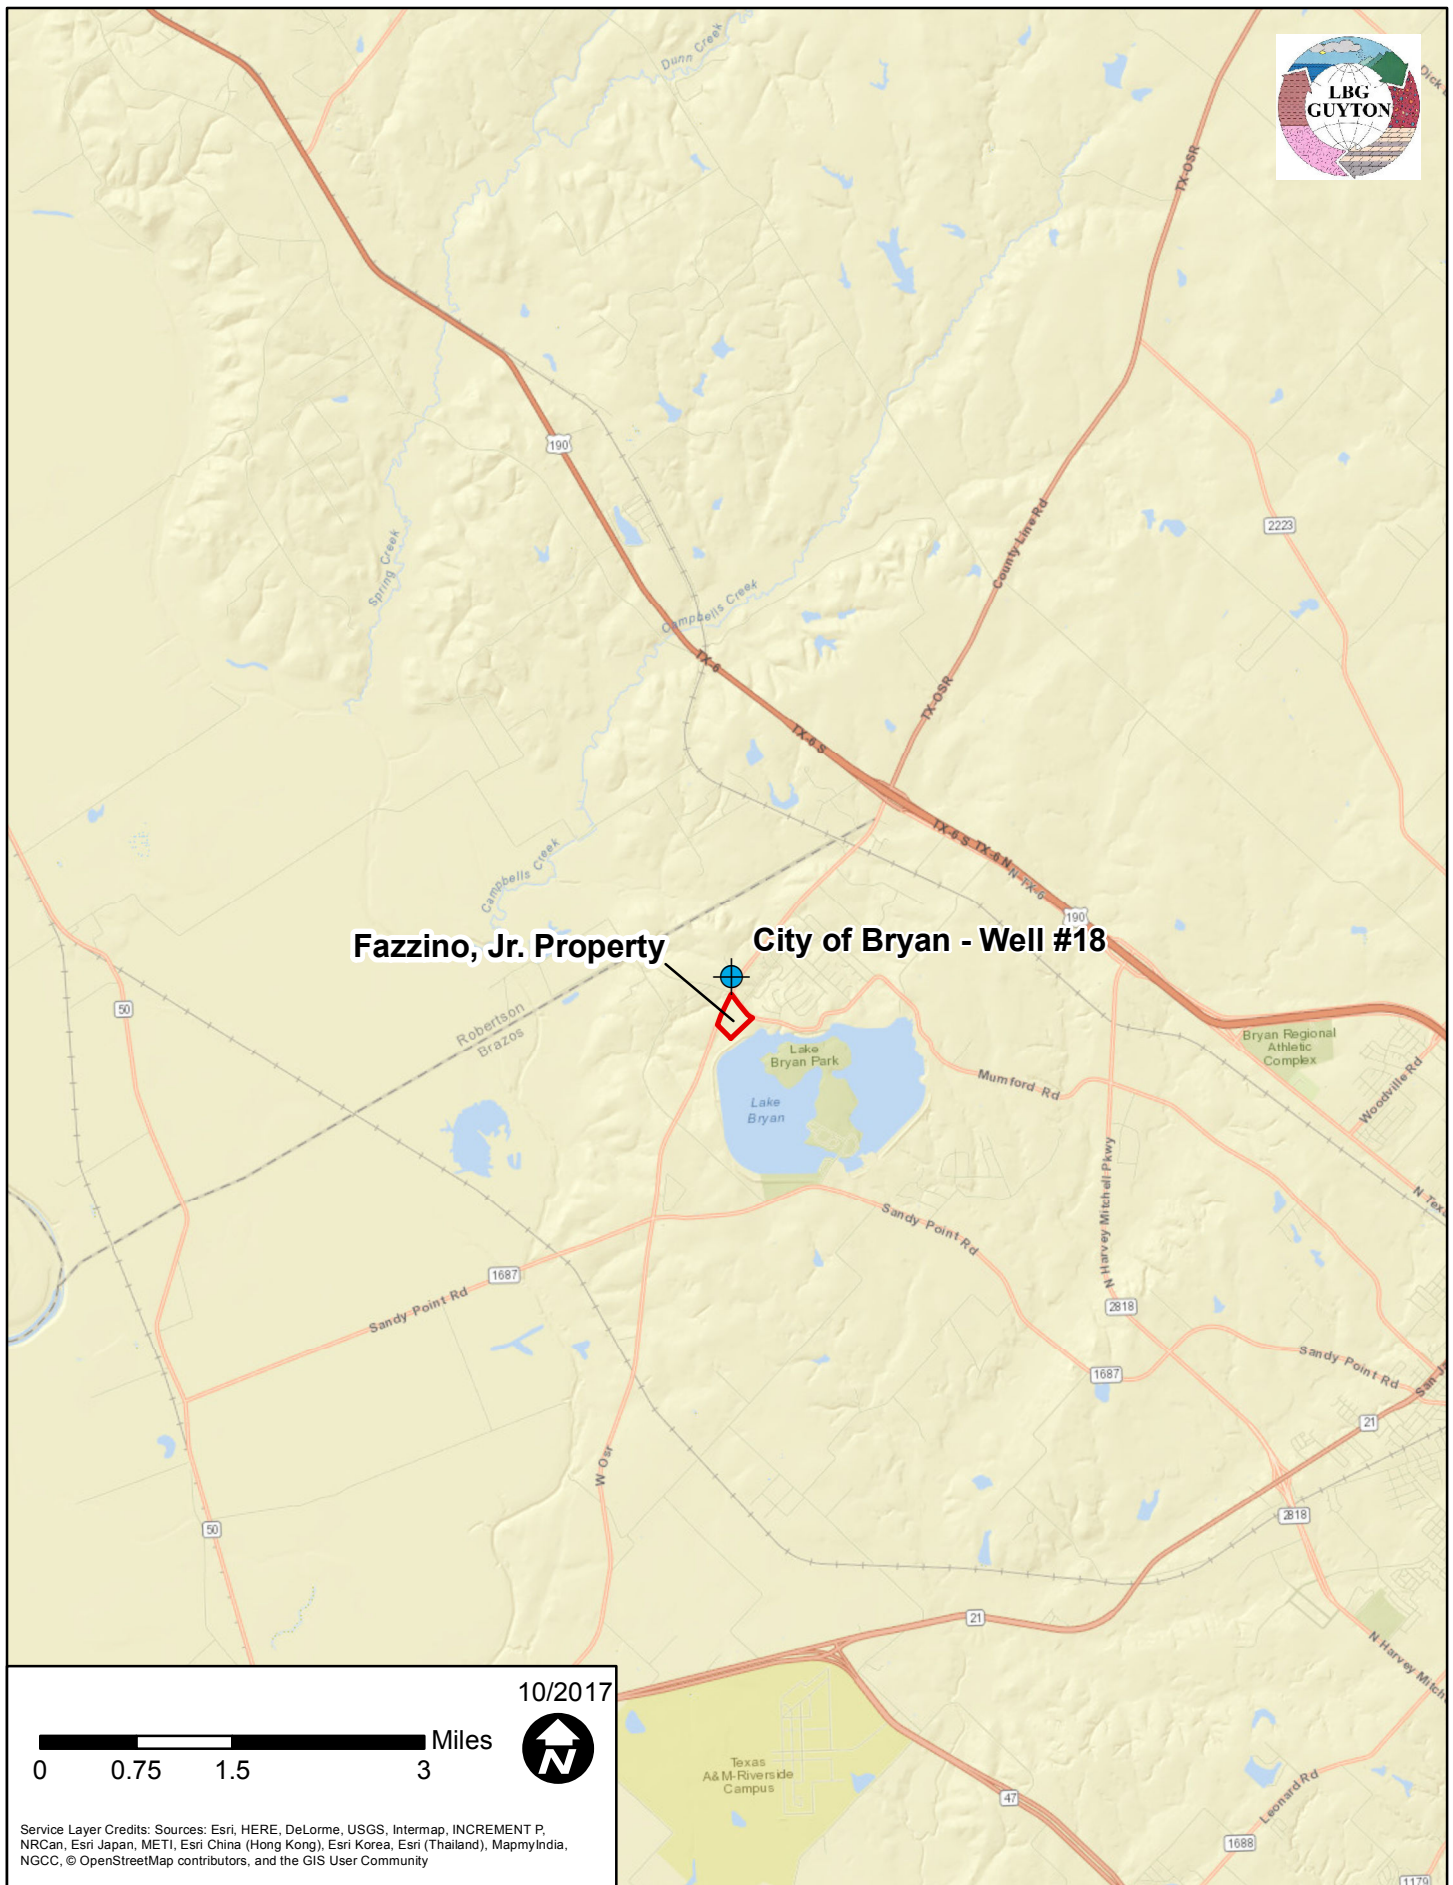 Dunn Creek
LBG
GUYTON
TX-OSR
190
2223
County Line Rd
Spring Creek
Campbells Creek
TX-6
TX-OSR
TX-6 S
TX-6 S TX-6 N
N TX-6
Campbells Creek
190
Fazzino, Jr. Property
City of Bryan - Well #18
50
Robertson
Brazos
Bryan Regional
Athletic
Complex
Lake
Bryan Park
Mumford Rd
Woodville Rd
Lake
Bryan
N Harvey Mitchell Pkwy
Sandy Point Rd
1687
Sandy Point Rd
2818
Sandy Point Rd
1687
21
W Osr
50
2818
21
N Harvey Mitch
10/2017
Miles
0 0.75 1.5 3
N
Texas
A&M-Riverside
Campus
47
Leonard Rd
1688
1179
Service Layer Credits: Sources: Esri, HERE, DeLorme, USGS, Intermap, INCREMENT P,
NRCan, Esri Japan, METI, Esri China (Hong Kong), Esri Korea, Esri (Thailand), MapmyIndia,
NGCC, © OpenStreetMap contributors, and the GIS User Community